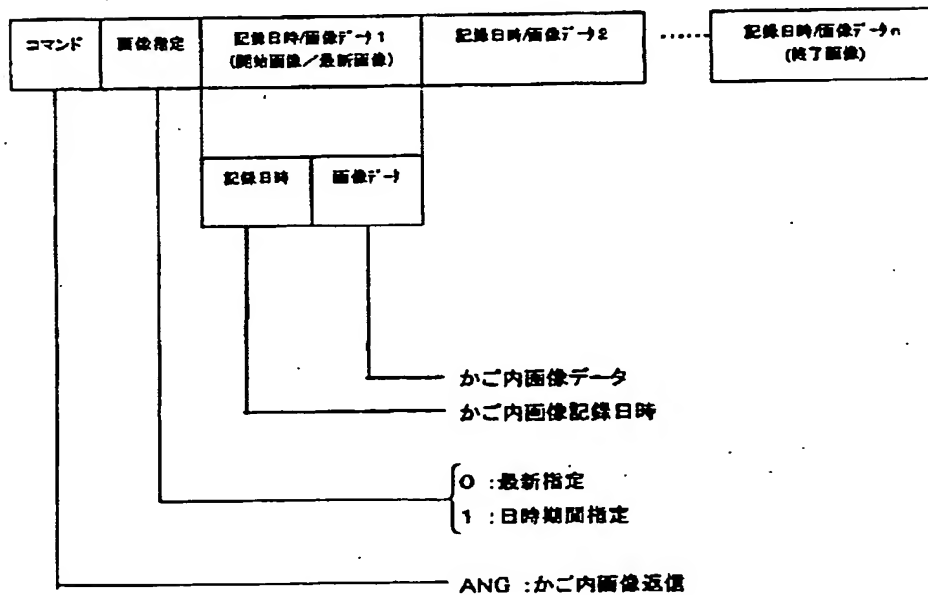 コマンド
画像指定
記録日時/画像データ1
(開始画像/最新画像)
記録日時/画像データ2
……
記録日時/画像データn
(終了画像)
記録日時
画像データ
かご内画像データ
かご内画像記録日時
0 :最新指定
1 :日時期間指定
ANG :かご内画像返信